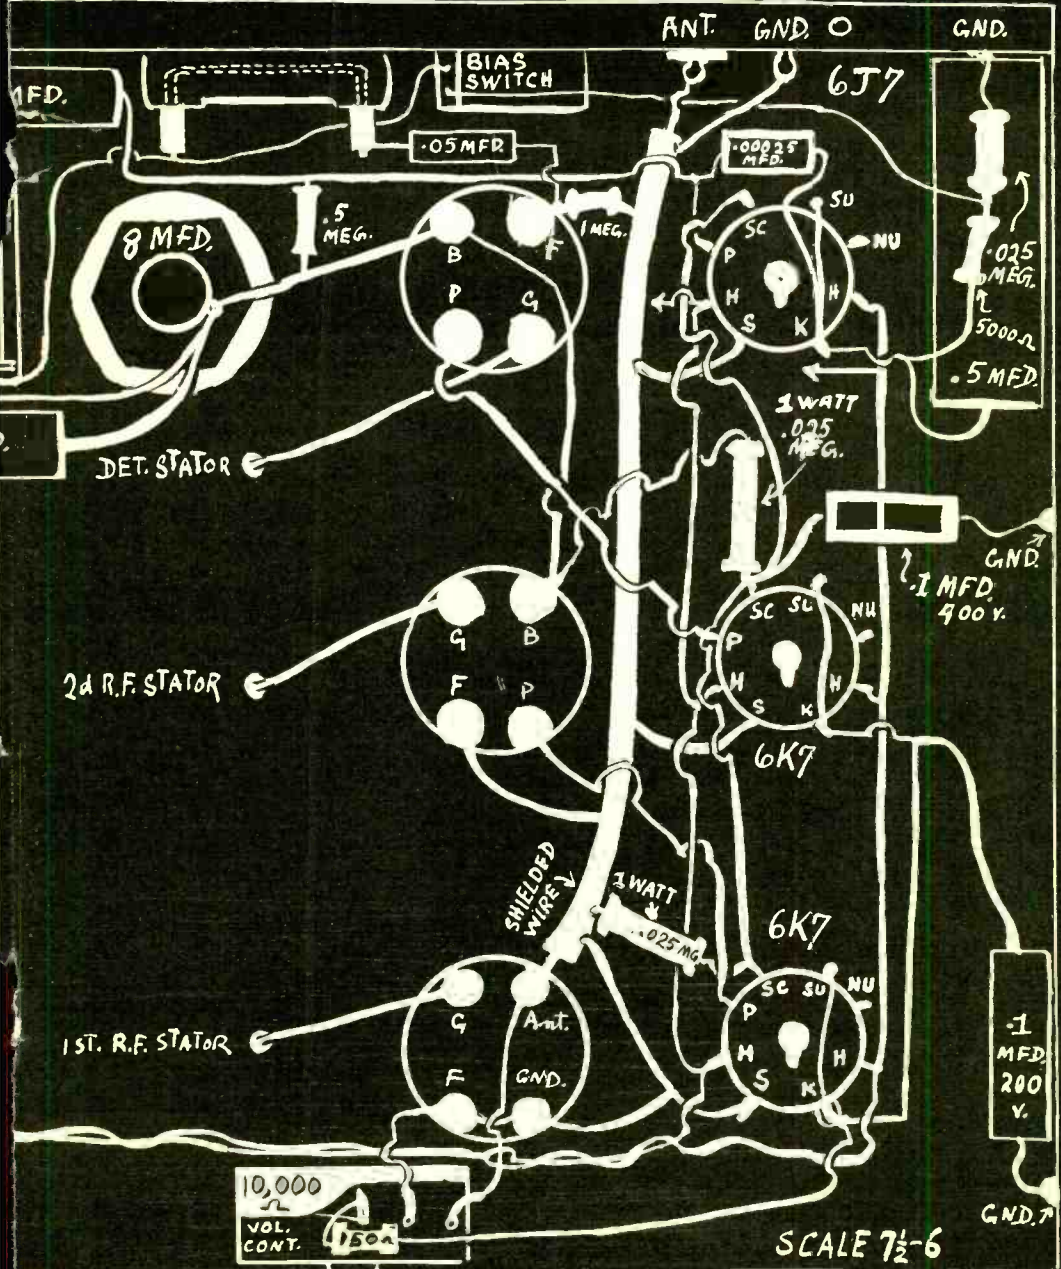 ANT. GND. O GND.
BIAS
SWITCH
6J7
MFD.
.05 MFD
.00025
MFD.
SU
.5
MEG.
1 MEG.
8 MFD.
B
F
P
G
SC
P
NU
H
H
S
K
.025
MEG.
5000Ω
.5 MFD.
1 WATT
.025
MEG.
DET. STATOR
GND.
.1 MFD.
400 V.
SC
SU
NU
P
H
H
S
K
G
B
F
P
2d R.F. STATOR
6K7
SHIELDED
WIRE
1 WATT
.025 MG
6K7
SC
SU
NU
P
H
H
S
K
G
Ant.
F
GND.
1ST. R.F. STATOR
.1
MFD.
200
V.
GND.
10,000
Ω
VOL.
CONT.
150Ω
SCALE 7½-6